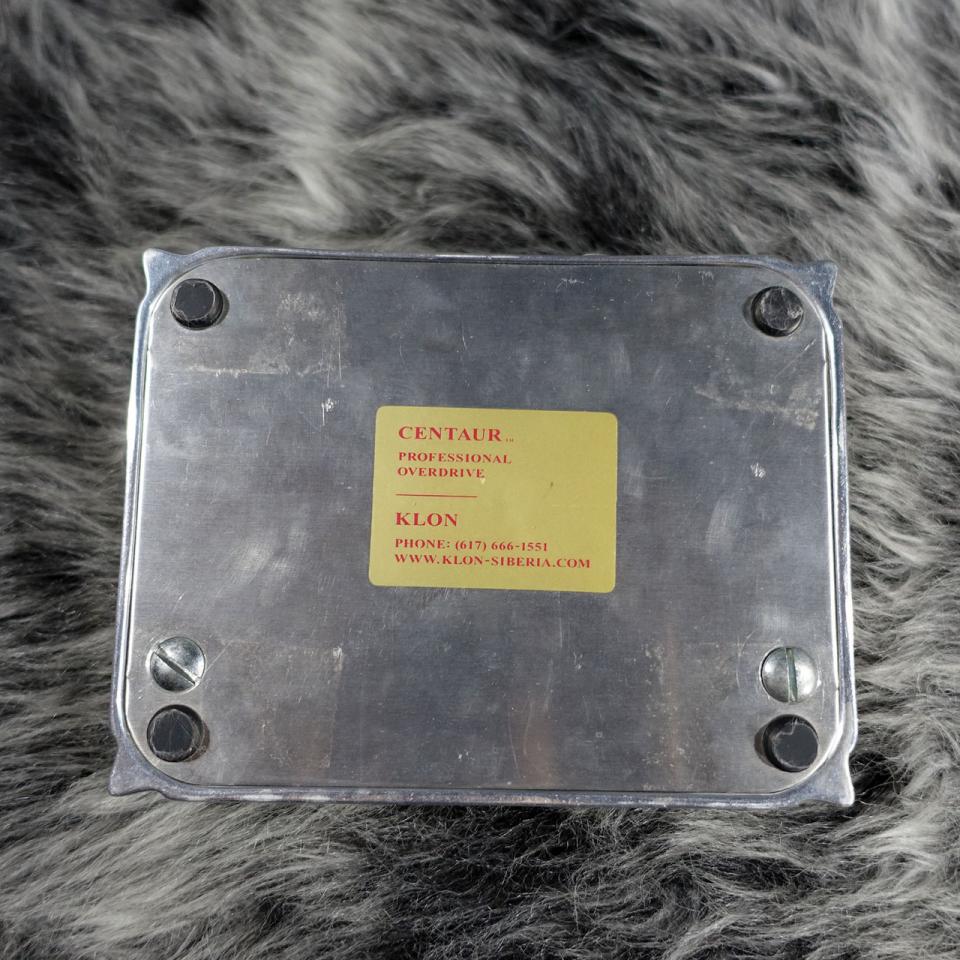 CENTAUR TM
PROFESSIONAL
OVERDRIVE
KLON
PHONE: (617) 666-1551
WWW.KLON-SIBERIA.COM